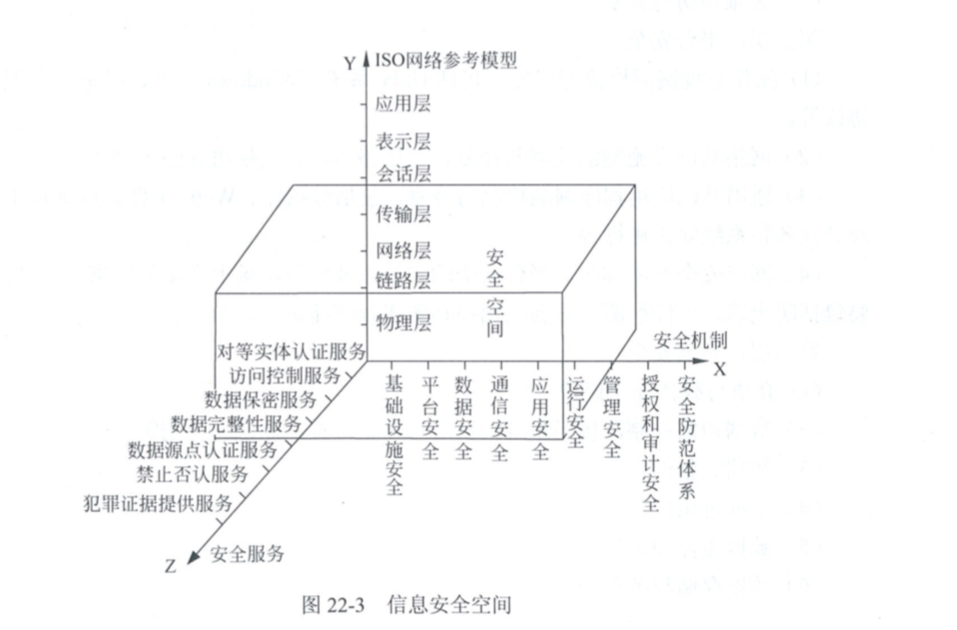 Y
ISO网络参考模型
应用层
表示层
会话层
传输层
网络层
链路层
物理层
安全空间
对等实体认证服务
访问控制服务
数据保密服务
数据完整性服务
数据源点认证服务
禁止否认服务
犯罪证据提供服务
Z
安全服务
安全机制
X
基础设施安全
平台安全
数据安全
通信安全
应用安全
运行安全
管理安全
授权和审计安全
安全防范体系
图 22-3 信息安全空间